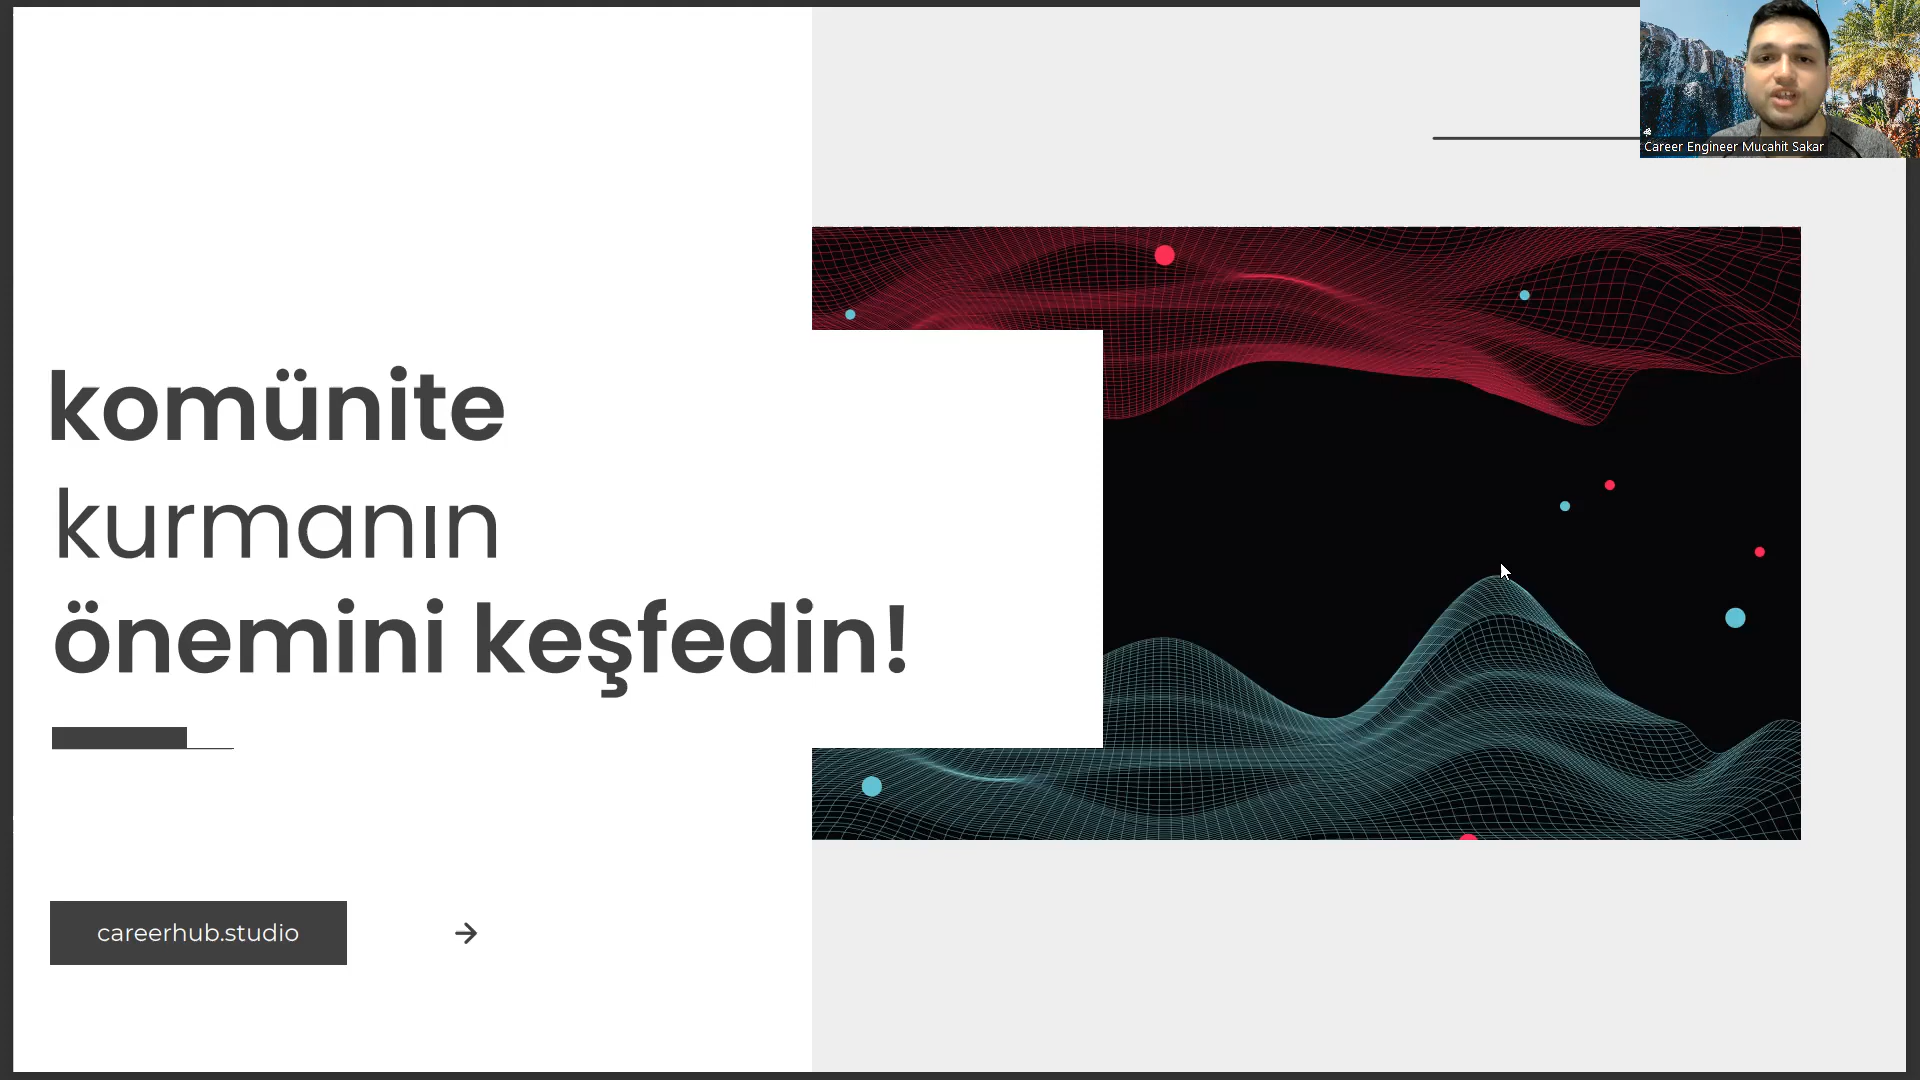 Career Engineer Mucahit Sakar
komünite
kurmanın
önemini keşfedin!
careerhub.studio